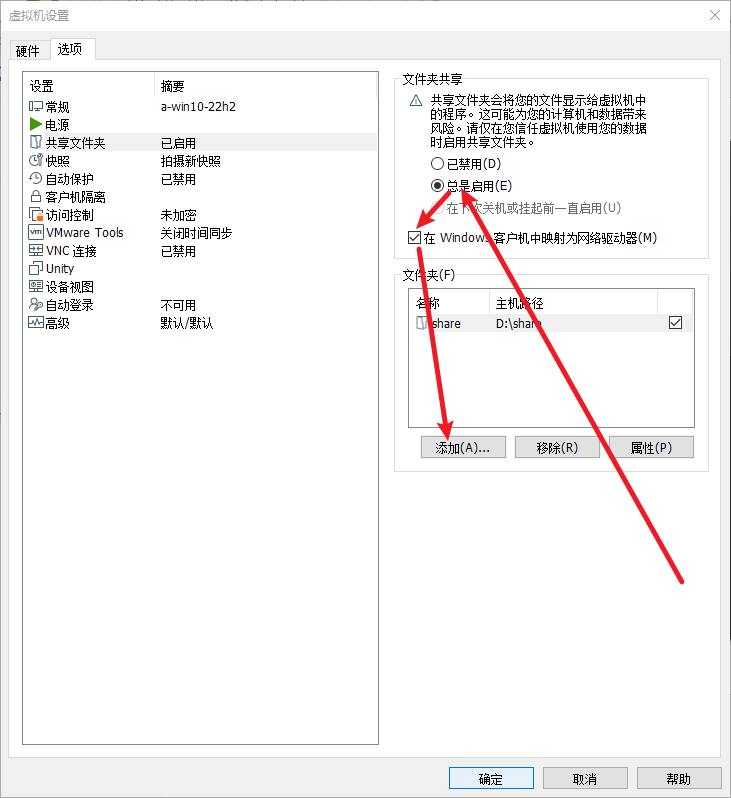 虚拟机设置
硬件 选项
设置 摘要
常规 a-win10-22h2
电源
共享文件夹 已启用
快照 拍摄新快照
自动保护 已禁用
客户机隔离
访问控制 未加密
VMware Tools 关闭时间同步
VNC 连接 已禁用
Unity
设备视图
自动登录 不可用
高级 默认/默认
文件夹共享
共享文件夹会将您的文件显示给虚拟机中
的程序。这可能为您的计算机和数据带来
风险。请仅在您信任虚拟机使用您的数据
时启用共享文件夹。
已禁用(D)
总是启用(E)
在下次关机或挂起前一直启用(U)
在 Windows 客户机中映射为网络驱动器(M)
文件夹(F)
名称 主机路径
share D:\share
添加(A)... 移除(R) 属性(P)
确定 取消 帮助